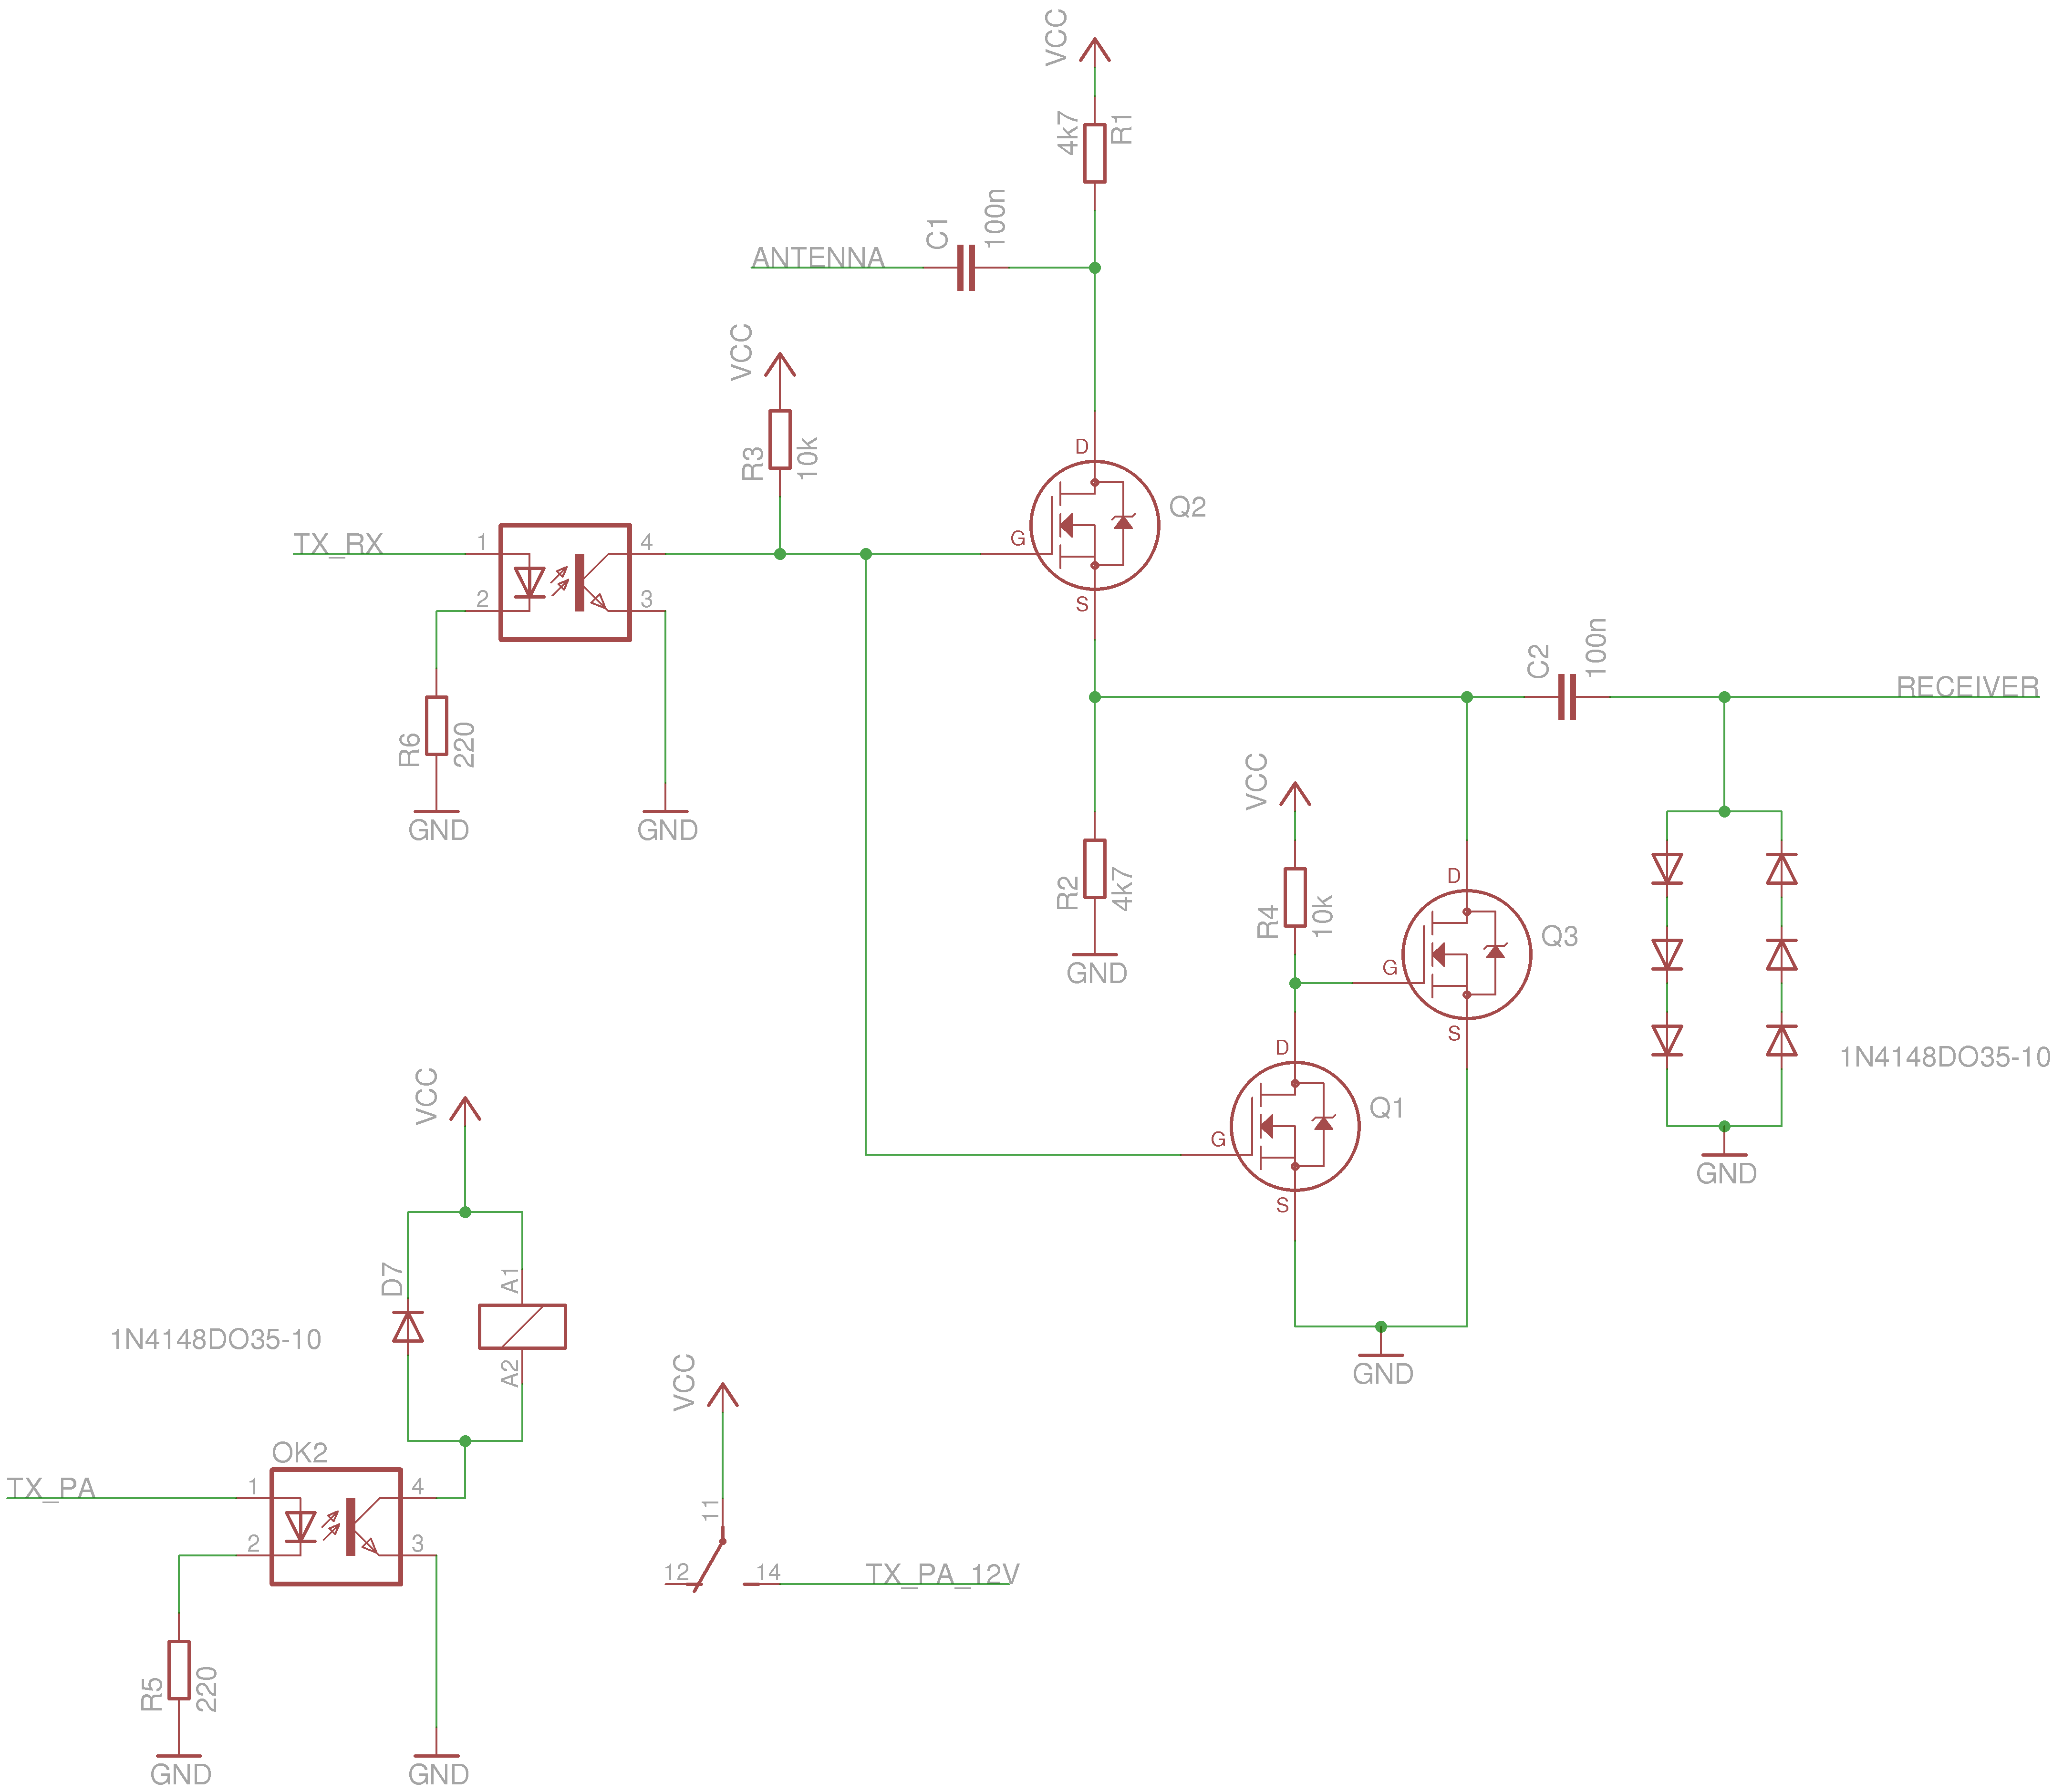 VCC
4k7
R1
C1
100n
ANTENNA
VCC
R3
10k
D
G
S
Q2
TX_RX
1
2
4
3
R6
220
GND
GND
C2
100n
RECEIVER
R2
4k7
GND
VCC
R4
10k
D
G
S
Q3
D
G
S
Q1
GND
1N4148DO35-10
GND
VCC
D7
1N4148DO35-10
A1
A2
OK2
TX_PA
1
2
4
3
R5
220
GND
GND
VCC
11
12
14
TX_PA_12V